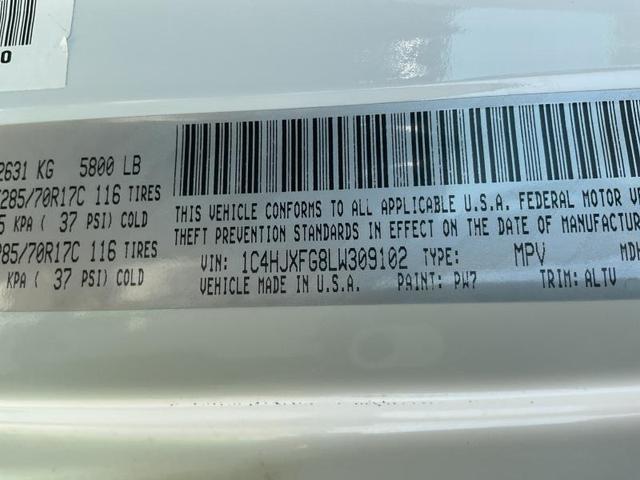 0
2631 KG 5800 LB
285/70R17C 116 TIRES
5 KPA ( 37 PSI) COLD
285/70R17C 116 TIRES
KPA ( 37 PSI) COLD
THIS VEHICLE CONFORMS TO ALL APPLICABLE U.S.A. FEDERAL MOTOR
THEFT PREVENTION STANDARDS IN EFFECT ON THE DATE OF MANUFACTUR
VIN: 1C4HJXFG8LW309102 TYPE: MPV MDH
VEHICLE MADE IN U.S.A. PAINT: PW7 TRIM: ALTV